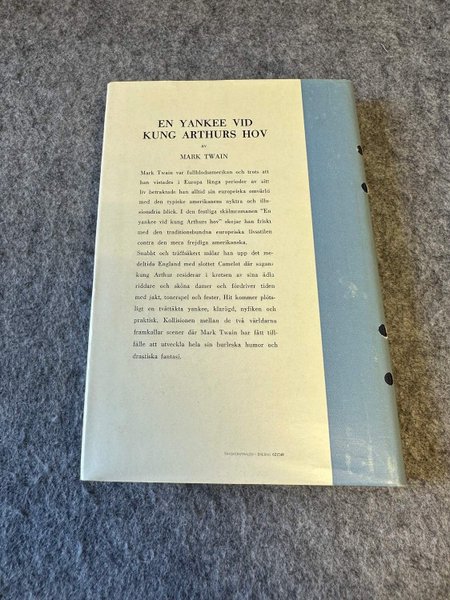 EN YANKEE VID
KUNG ARTHURS HOV
AV
MARK TWAIN
Mark Twain var fullblodsamerikan och trots att
han vistades i Europa långa perioder av sitt
liv betraktade han alltid sin europeiska omvärld
med den typiske amerikanens nyktra och illu-
sionsfria blick. I den festliga skälmromanen "En
yankee vid kung Arthurs hov" skojar han friskt
med den traditionsbundna europeiska livsstilen
contra den mera frejdiga amerikanska.
Snabbt och träffsäkert målar han upp det me-
deltida England med slottet Camelot där sagans
kung Arthur residerar i kretsen av sina ädla
riddare och sköna damer och fördriver tiden
med jakt, tornerspel och fester. Hit kommer plöts-
ligt en tvättäkta yankee, klarögd, nyfiken och
praktisk. Kollisionen mellan de två världarna
framkallar scener där Mark Twain har fått till-
fälle att utveckla hela sin burleska humor och
drastiska fantasi.